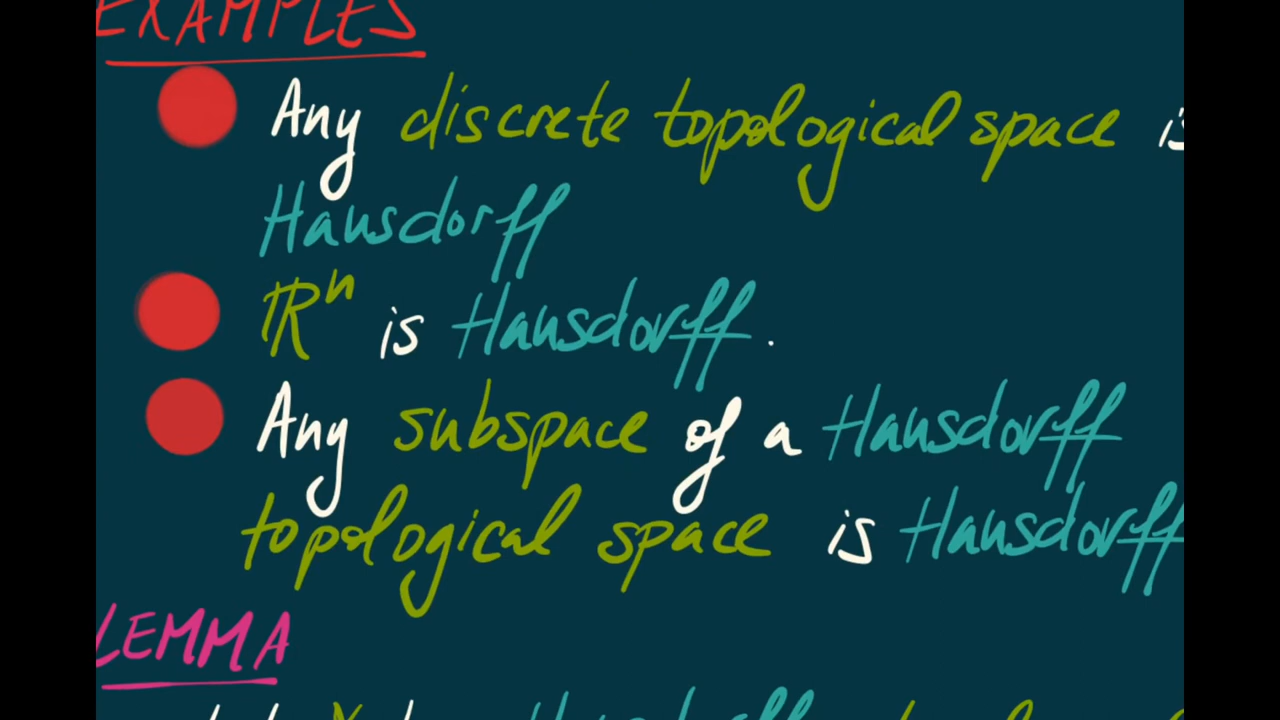 EXAMPLES
Any discrete topological space is
Hausdorff
ℝⁿ is Hausdorff.
Any subspace of a Hausdorff
topological space is Hausdorff
LEMMA